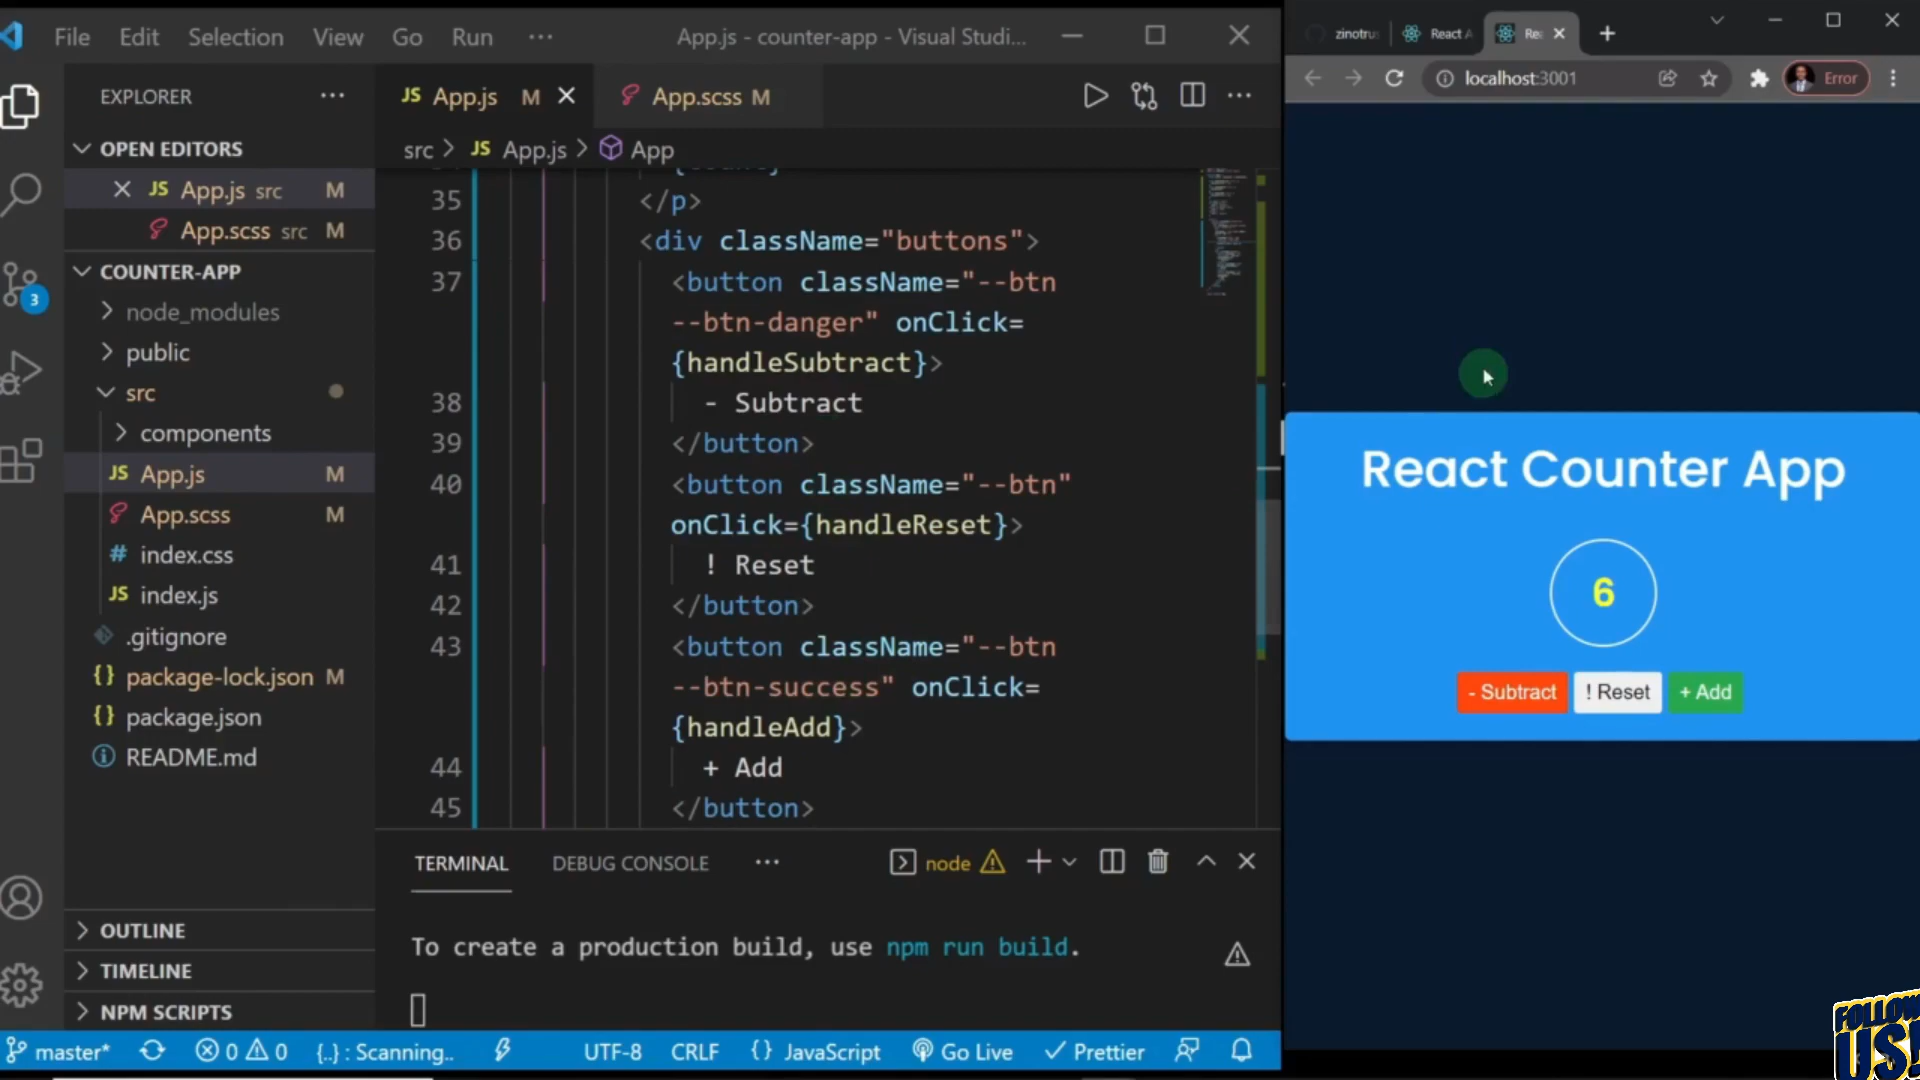 File Edit Selection View Go Run ··· App.js - counter-app - Visual Studi...
EXPLORER ···
OPEN EDITORS
JS App.js src M
App.scss src M
COUNTER-APP
node_modules
public
src
components
JS App.js M
App.scss M
# index.css
JS index.js
.gitignore
{} package-lock.json M
{} package.json
README.md
OUTLINE
TIMELINE
NPM SCRIPTS
3
JS App.js M App.scss M
src > JS App.js > App
35 </p>
36 <div className="buttons">
37 <button className="--btn
--btn-danger" onClick=
{handleSubtract}>
38 - Subtract
39 </button>
40 <button className="--btn"
onClick={handleReset}>
41 ! Reset
42 </button>
43 <button className="--btn
--btn-success" onClick=
{handleAdd}>
44 + Add
45 </button>
TERMINAL DEBUG CONSOLE ··· node
To create a production build, use npm run build.
master* 0 0 {..} : Scanning.. UTF-8 CRLF {} JavaScript Go Live Prettier
zinotru React A Rea
localhost:3001 Error
React Counter App
6
- Subtract ! Reset + Add
FOLLOW
US!